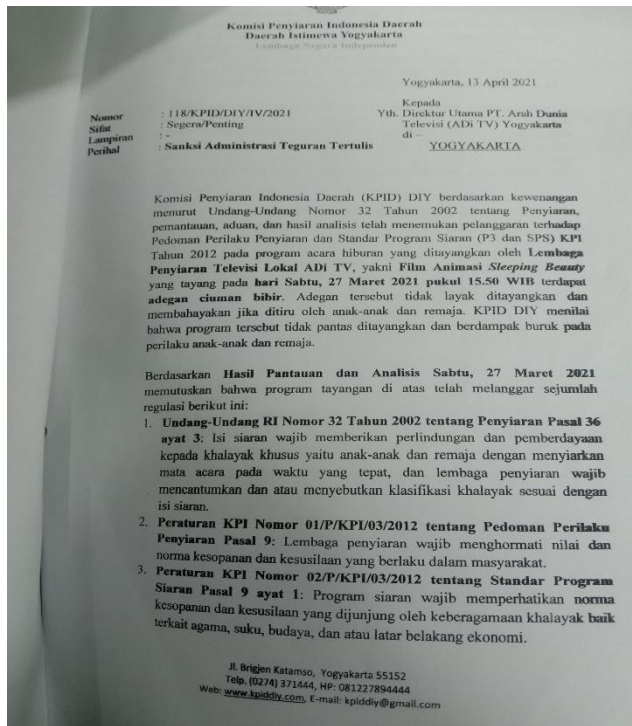 Komisi Penyiaran Indonesia Daerah
Daerah Istimewa Yogyakarta
Lembaga Negara Independen
Yogyakarta, 13 April 2021
Nomor : 118/KPID/DIY/IV/2021
Sifat : Segera/Penting
Lampiran : -
Perihal : Sanksi Administrasi Teguran Tertulis
Kepada
Yth. Direktur Utama PT. Arah Dunia
Televisi (ADi TV) Yogyakarta
di –
YOGYAKARTA
Komisi Penyiaran Indonesia Daerah (KPID) DIY berdasarkan kewenangan
menurut Undang-Undang Nomor 32 Tahun 2002 tentang Penyiaran,
pemantauan, aduan, dan hasil analisis telah menemukan pelanggaran terhadap
Pedoman Perilaku Penyiaran dan Standar Program Siaran (P3 dan SPS) KPI
Tahun 2012 pada program acara hiburan yang ditayangkan oleh Lembaga
Penyiaran Televisi Lokal ADi TV, yakni Film Animasi Sleeping Beauty
yang tayang pada hari Sabtu, 27 Maret 2021 pukul 15.50 WIB terdapat
adegan ciuman bibir. Adegan tersebut tidak layak ditayangkan dan
membahayakan jika ditiru oleh anak-anak dan remaja. KPID DIY menilai
bahwa program tersebut tidak pantas ditayangkan dan berdampak buruk pada
perilaku anak-anak dan remaja.
Berdasarkan Hasil Pantauan dan Analisis Sabtu, 27 Maret 2021
memutuskan bahwa program tayangan di atas telah melanggar sejumlah
regulasi berikut ini:
1. Undang-Undang RI Nomor 32 Tahun 2002 tentang Penyiaran Pasal 36
ayat 3: Isi siaran wajib memberikan perlindungan dan pemberdayaan
kepada khalayak khusus yaitu anak-anak dan remaja dengan menyiarkan
mata acara pada waktu yang tepat, dan lembaga penyiaran wajib
mencantumkan dan atau menyebutkan klasifikasi khalayak sesuai dengan
isi siaran.
2. Peraturan KPI Nomor 01/P/KPI/03/2012 tentang Pedoman Perilaku
Penyiaran Pasal 9: Lembaga penyiaran wajib menghormati nilai dan
norma kesopanan dan kesusilaan yang berlaku dalam masyarakat.
3. Peraturan KPI Nomor 02/P/KPI/03/2012 tentang Standar Program
Siaran Pasal 9 ayat 1: Program siaran wajib memperhatikan norma
kesopanan dan kesusilaan yang dijunjung oleh keberagamaan khalayak baik
terkait agama, suku, budaya, dan atau latar belakang ekonomi.
Jl. Brigjen Katamso, Yogyakarta 55152
Telp. (0274) 371444, HP: 081227894444
Web: www.kpiddiy.com, E-mail: kpiddiy@gmail.com